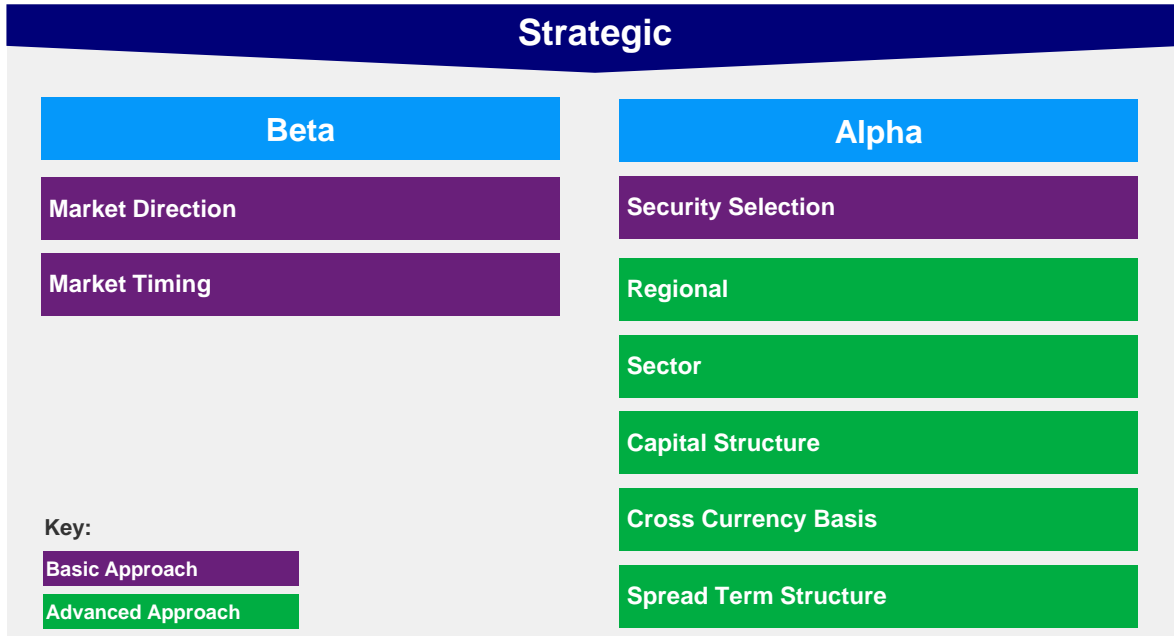 Strategic
Beta
Market Direction
Market Timing
Alpha
Security Selection
Regional
Sector
Capital Structure
Cross Currency Basis
Spread Term Structure
Key:
Basic Approach
Advanced Approach